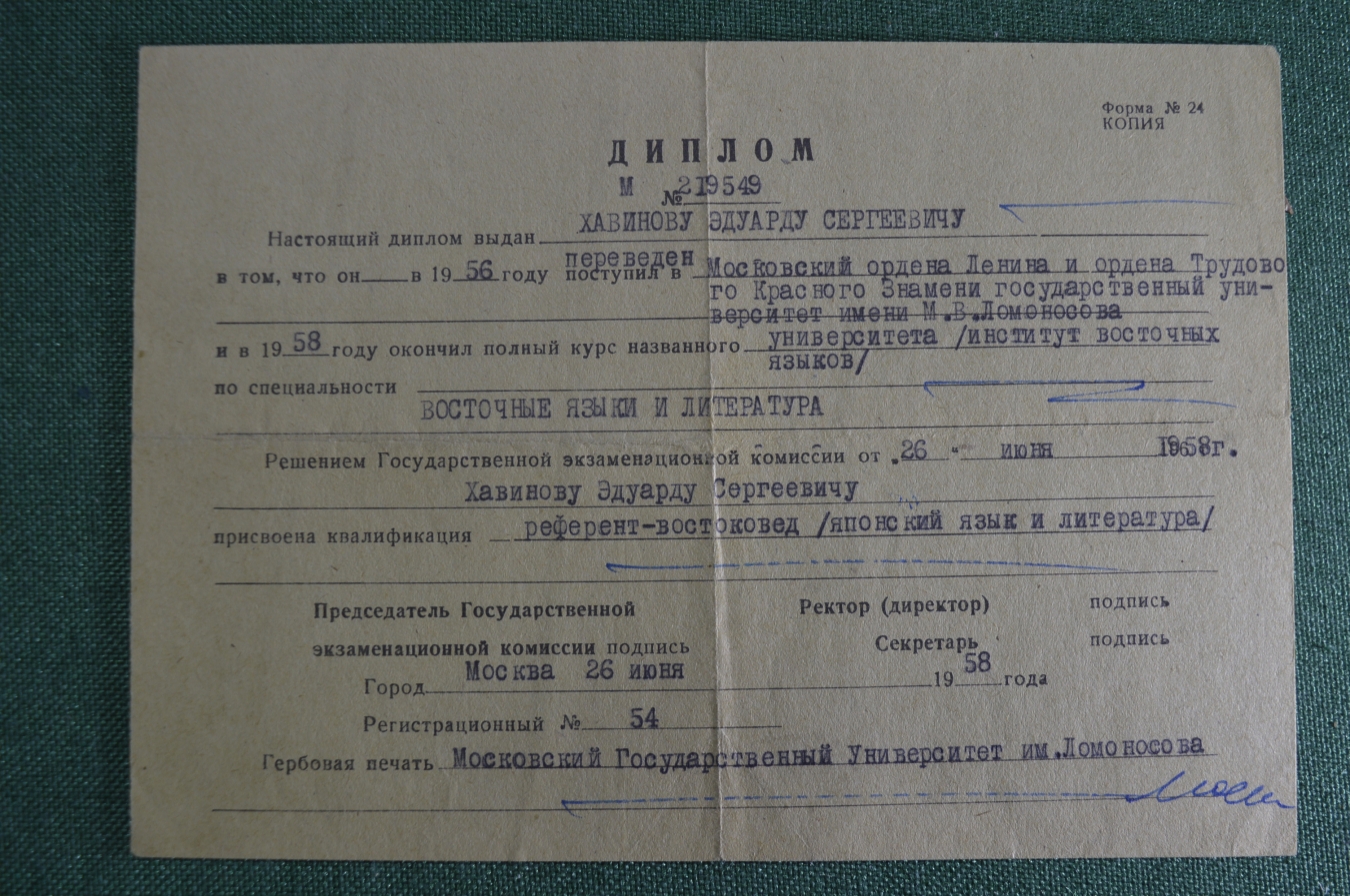 Форма № 24
КОПИЯ
ДИПЛОМ
М № 219549
Настоящий диплом выдан ХАВИНОВУ ЭДУАРДУ СЕРГЕЕВИЧУ
переведен
в том, что он в 19 56 году поступил в Московский ордена Ленина и ордена Трудово
го Красного Знамени государственный уни-
верситет имени М.В.Ломоносова
и в 19 58 году окончил полный курс названного университета /институт восточных
языков/
по специальности
ВОСТОЧНЫЕ ЯЗЫКИ И ЛИТЕРАТУРА
Решением Государственной экзаменационной комиссии от "26 " июня 1958г.
Хавинову Эдуарду Сергеевичу
присвоена квалификация референт-востоковед /японский язык и литература/
Председатель Государственной Ректор (директор) подпись
экзаменационной комиссии подпись Секретарь подпись
Город Москва 26 июня 19 58 года
Регистрационный № 54
Гербовая печать Московский Государственный Университет им.Ломоносова